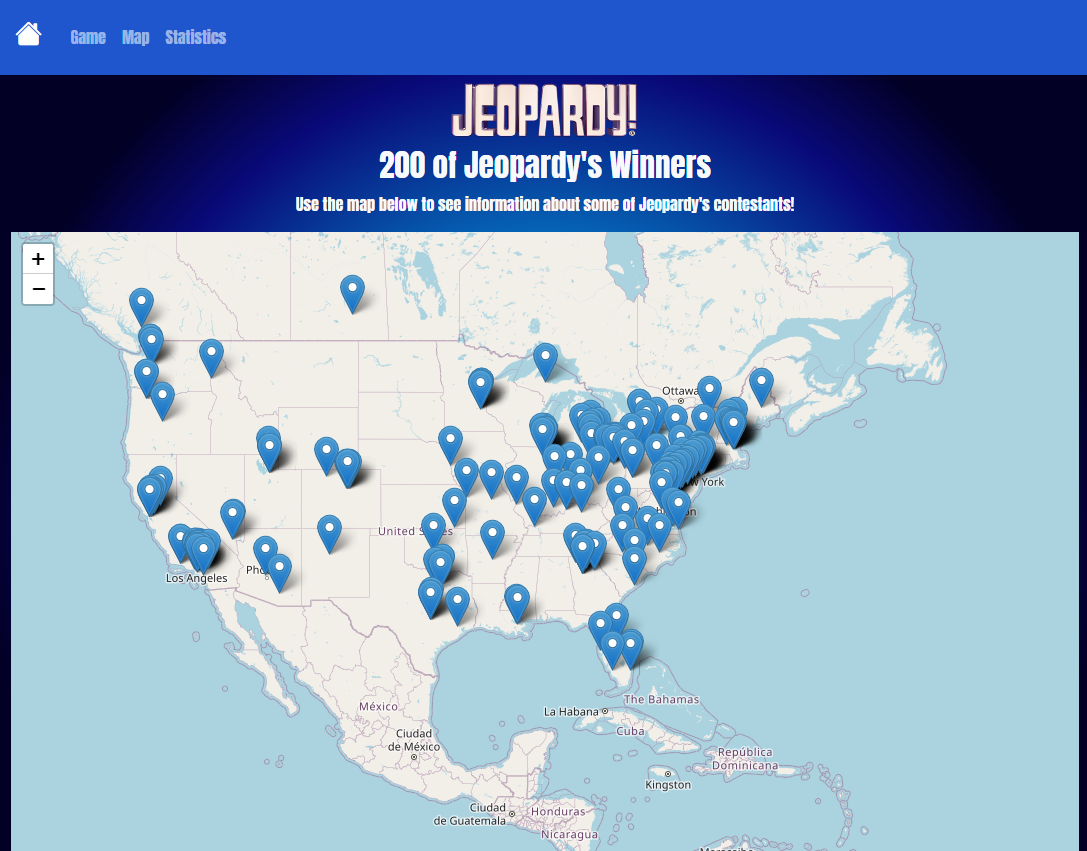 Game Map Statistics
JEOPARDY!
200 of Jeopardy's Winners
Use the map below to see information about some of Jeopardy's contestants!
+
−
Ottawa
w York
on
United S es
Los Angeles
Pho
The Bahamas
México
La Habana
Cuba
Ciudad
de México
República
Dominicana
Kingston
Ciudad
de Guatemala
Honduras
Nicaragua